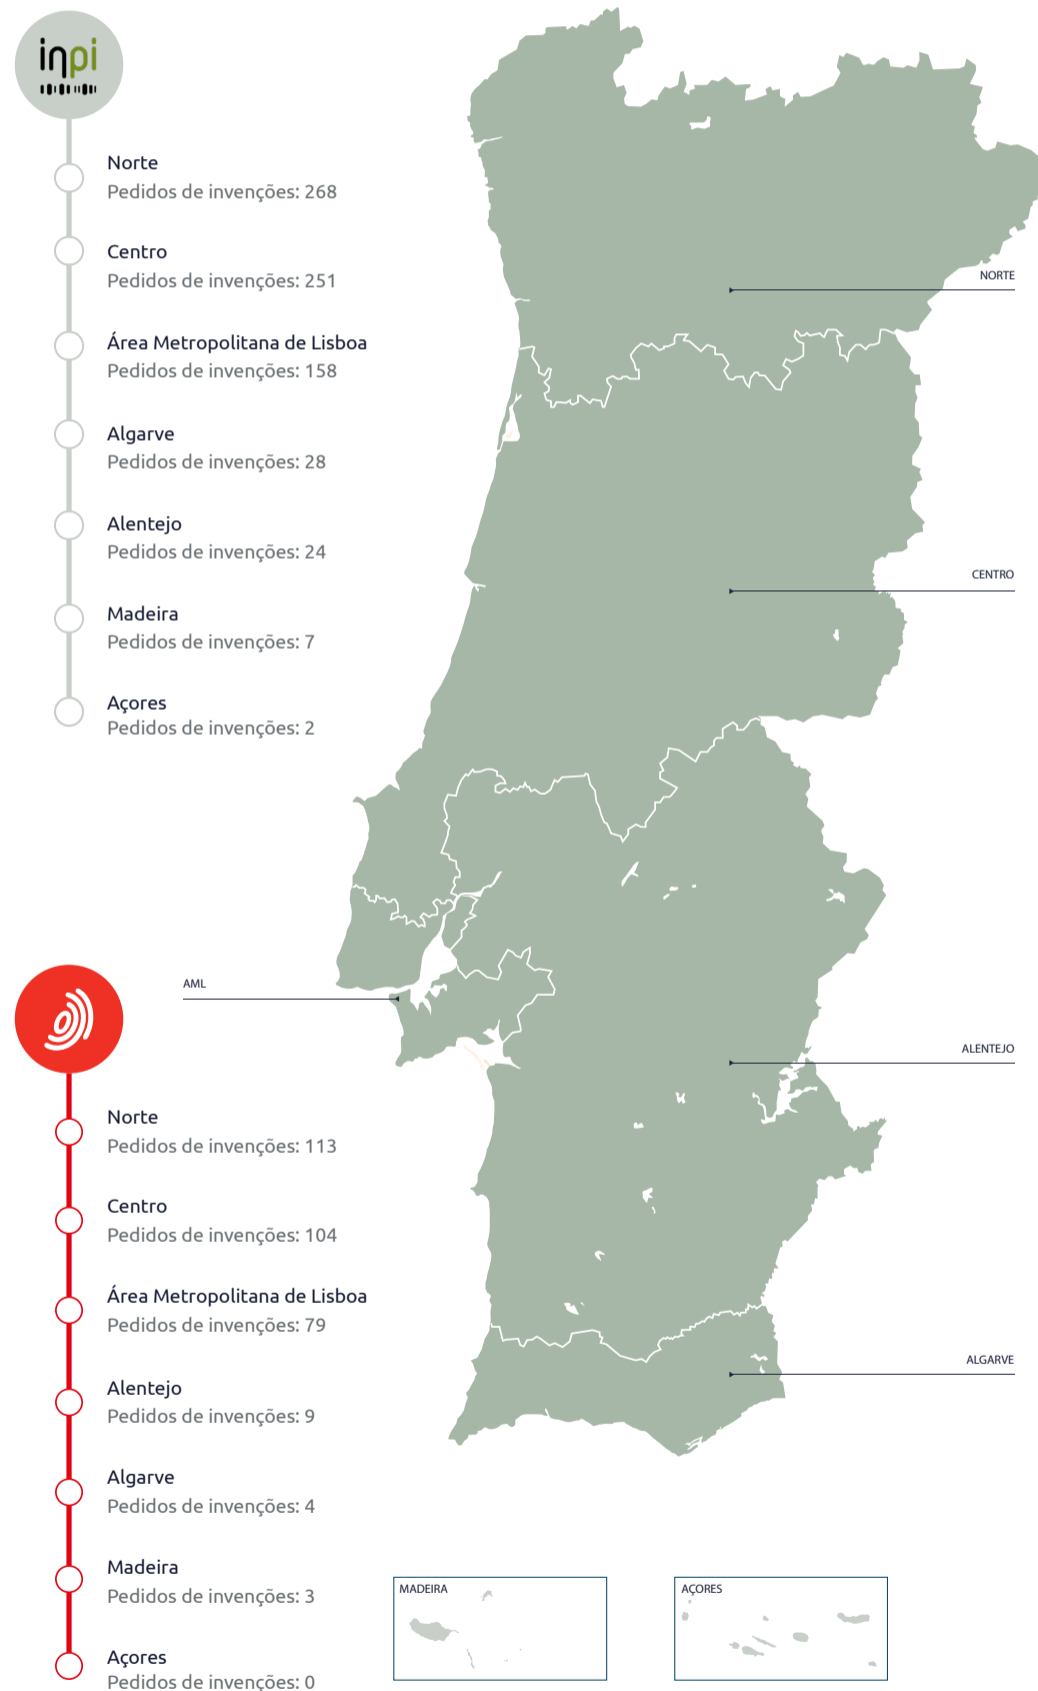 inpi
Norte
Pedidos de invenções: 268
Centro
Pedidos de invenções: 251
Área Metropolitana de Lisboa
Pedidos de invenções: 158
Algarve
Pedidos de invenções: 28
Alentejo
Pedidos de invenções: 24
Madeira
Pedidos de invenções: 7
Açores
Pedidos de invenções: 2
NORTE
CENTRO
AML
ALENTEJO
ALGARVE
Norte
Pedidos de invenções: 113
Centro
Pedidos de invenções: 104
Área Metropolitana de Lisboa
Pedidos de invenções: 79
Alentejo
Pedidos de invenções: 9
Algarve
Pedidos de invenções: 4
Madeira
Pedidos de invenções: 3
Açores
Pedidos de invenções: 0
MADEIRA
AÇORES